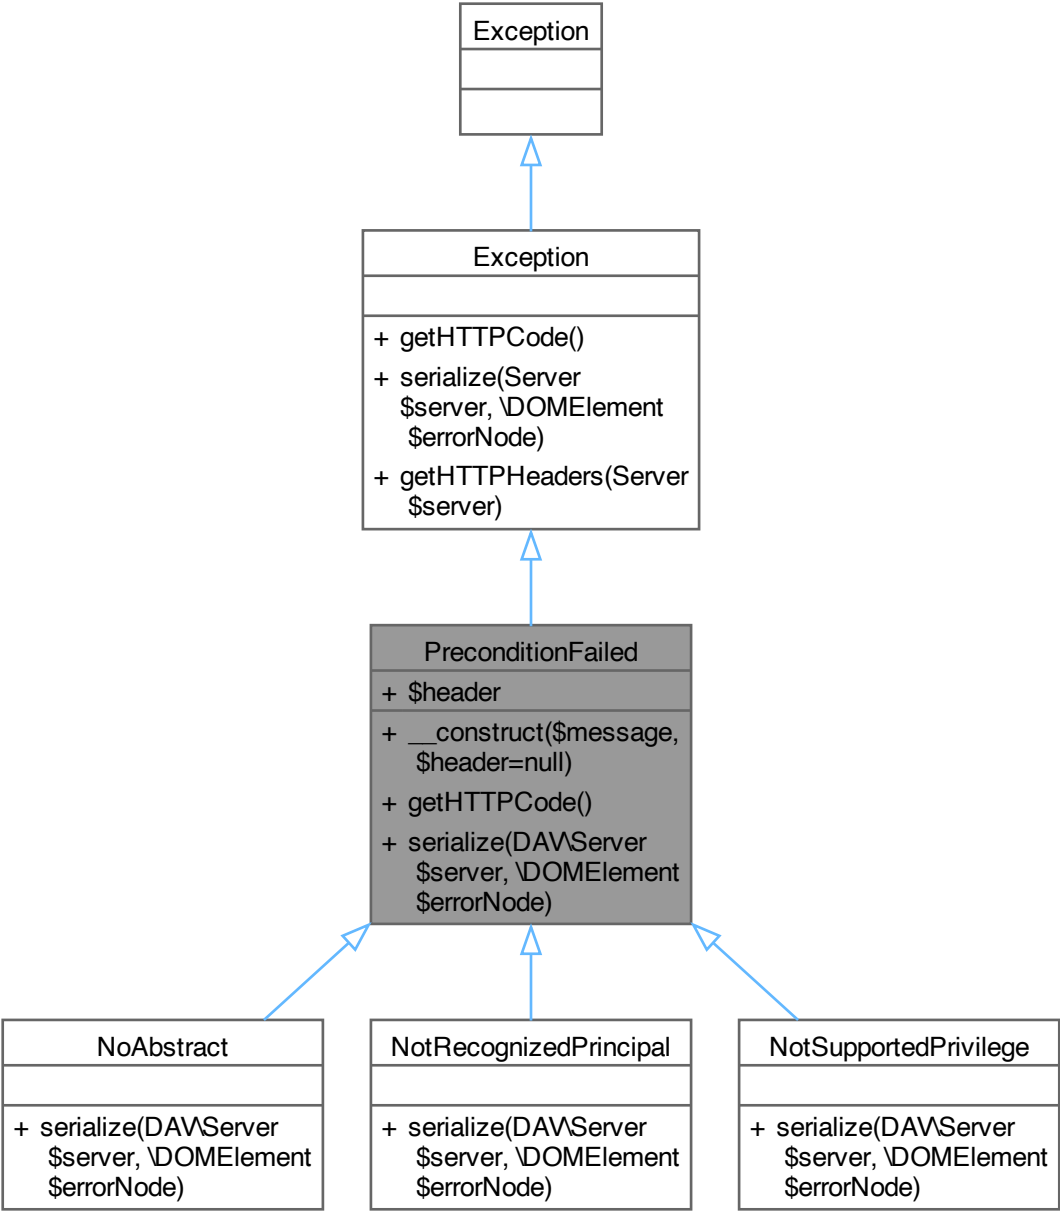 Exception
Exception
+ getHTTPCode()
+ serialize(Server
$server, \DOMElement
$errorNode)
+ getHTTPHeaders(Server
$server)
PreconditionFailed
+ $header
+ __construct($message,
$header=null)
+ getHTTPCode()
+ serialize(DAV\Server
$server, \DOMElement
$errorNode)
NoAbstract
+ serialize(DAV\Server
$server, \DOMElement
$errorNode)
NotRecognizedPrincipal
+ serialize(DAV\Server
$server, \DOMElement
$errorNode)
NotSupportedPrivilege
+ serialize(DAV\Server
$server, \DOMElement
$errorNode)